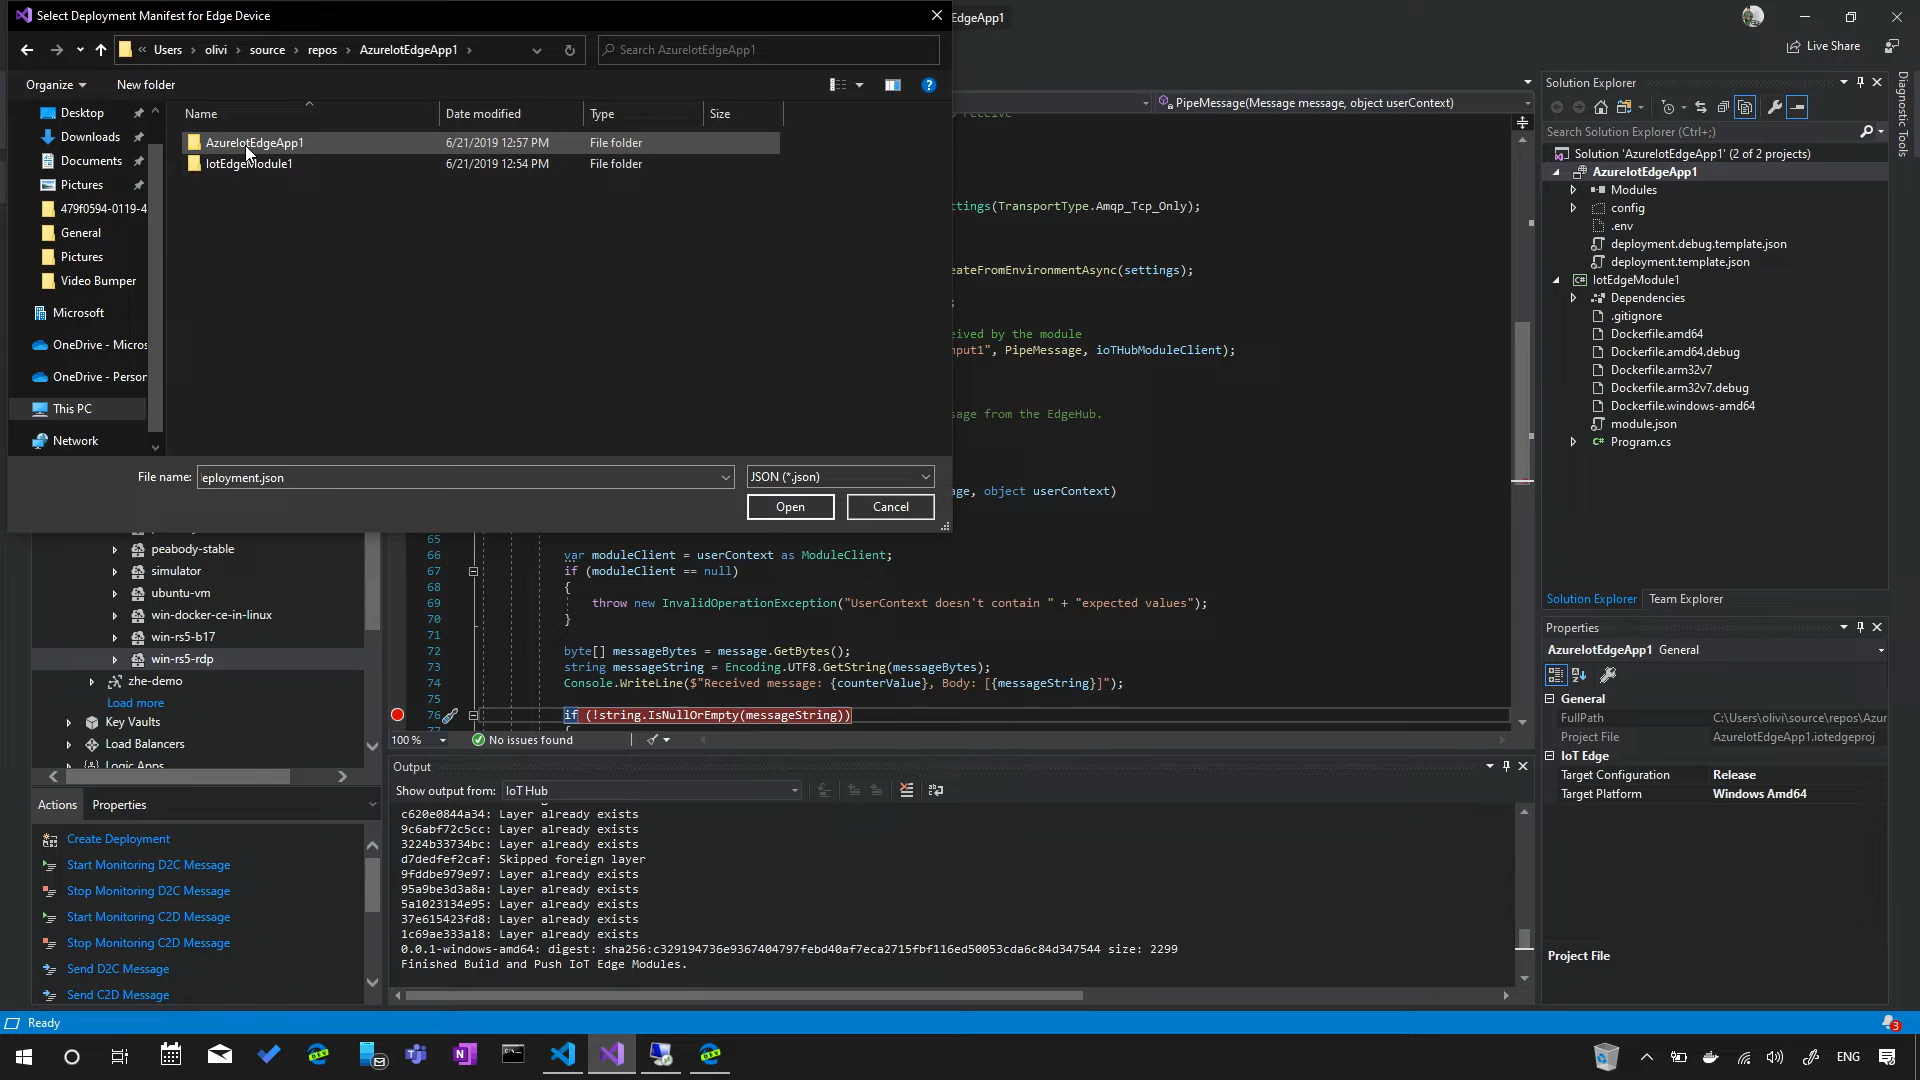 Select Deployment Manifest for Edge Device
EdgeApp1
Live Share
Users
olivi
source
repos
AzureIotEdgeApp1
Search AzureIotEdgeApp1
Organize
New folder
Desktop
Downloads
Documents
Pictures
479f0594-0119-4
General
Pictures
Video Bumper
Microsoft
OneDrive - Micros
OneDrive - Person
This PC
Network
Name
Date modified
Type
Size
AzureIotEdgeApp1
6/21/2019 12:57 PM
File folder
IotEdgeModule1
6/21/2019 12:54 PM
File folder
File name:
eployment.json
JSON (*.json)
Open
Cancel
PipeMessage(Message message, object userContext)
ttings(TransportType.Amqp_Tcp_Only);
eateFromEnvironmentAsync(settings);
;
eived by the module
nput1", PipeMessage, ioTHubModuleClient);
sage from the EdgeHub.
age, object userContext)
65
66 var moduleClient = userContext as ModuleClient;
67 if (moduleClient == null)
68 {
69 throw new InvalidOperationException("UserContext doesn't contain " + "expected values");
70 }
71
72 byte[] messageBytes = message.GetBytes();
73 string messageString = Encoding.UTF8.GetString(messageBytes);
74 Console.WriteLine($"Received message: {counterValue}, Body: [{messageString}]");
75
76 if (!string.IsNullOrEmpty(messageString))
77 {
100 %
No issues found
peabody-stable
simulator
ubuntu-vm
win-docker-ce-in-linux
win-rs5-b17
win-rs5-rdp
zhe-demo
Load more
Key Vaults
Load Balancers
Logic Apps
Actions
Properties
Create Deployment
Start Monitoring D2C Message
Stop Monitoring D2C Message
Start Monitoring C2D Message
Stop Monitoring C2D Message
Send D2C Message
Send C2D Message
Output
Show output from:
IoT Hub
c620e0844a34: Layer already exists
9c6abf72c5cc: Layer already exists
3224b33734bc: Layer already exists
d7dedfef2caf: Skipped foreign layer
9fddbe979e97: Layer already exists
95a9be3d3a8a: Layer already exists
5a1023134e95: Layer already exists
37e615423fd8: Layer already exists
1c69ae333a18: Layer already exists
0.0.1-windows-amd64: digest: sha256:c329194736e9367404797febd40af7eca2715fbf116ed50053cda6c84d347544 size: 2299
Finished Build and Push IoT Edge Modules.
Solution Explorer
Search Solution Explorer (Ctrl+;)
Solution 'AzureIotEdgeApp1' (2 of 2 projects)
AzureIotEdgeApp1
Modules
config
.env
deployment.debug.template.json
deployment.template.json
IotEdgeModule1
Dependencies
.gitignore
Dockerfile.amd64
Dockerfile.amd64.debug
Dockerfile.arm32v7
Dockerfile.arm32v7.debug
Dockerfile.windows-amd64
module.json
C# Program.cs
Solution Explorer
Team Explorer
Properties
AzureIotEdgeApp1 General
General
FullPath
C:\Users\olivi\source\repos\Azur
Project File
AzureIotEdgeApp1.iotedgeproj
IoT Edge
Target Configuration
Release
Target Platform
Windows Amd64
Project File
Diagnostic Tools
Ready
3
ENG